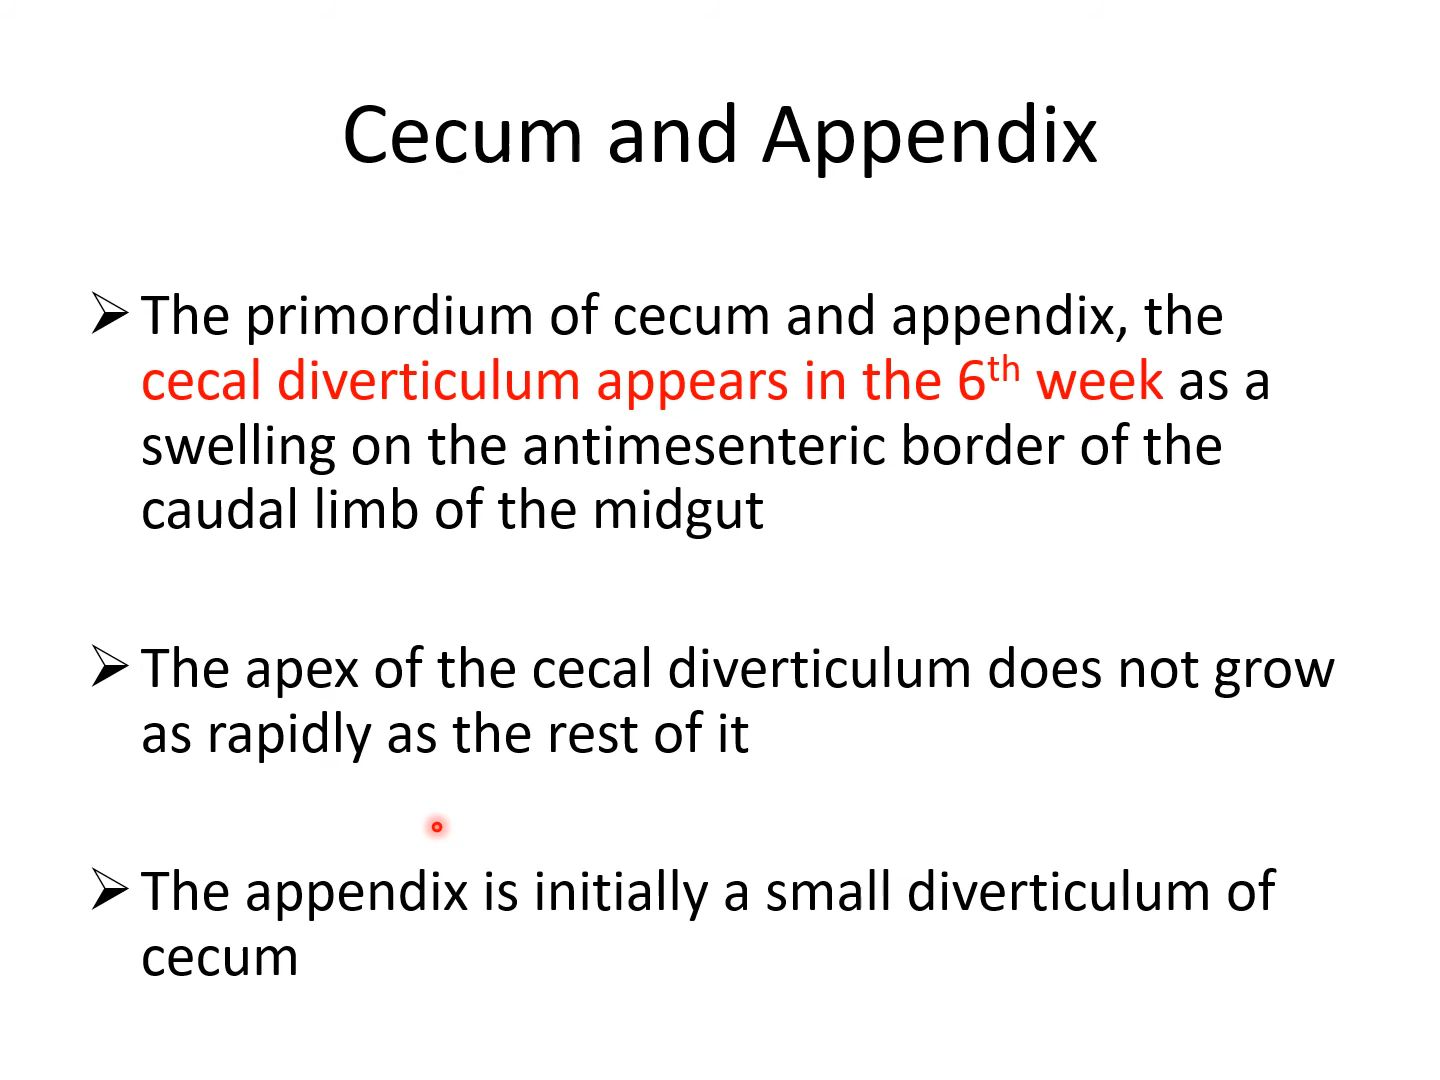 Cecum and Appendix
➢ The primordium of cecum and appendix, the
cecal diverticulum appears in the 6th week as a
swelling on the antimesenteric border of the
caudal limb of the midgut
➢ The apex of the cecal diverticulum does not grow
as rapidly as the rest of it
➢ The appendix is initially a small diverticulum of
cecum